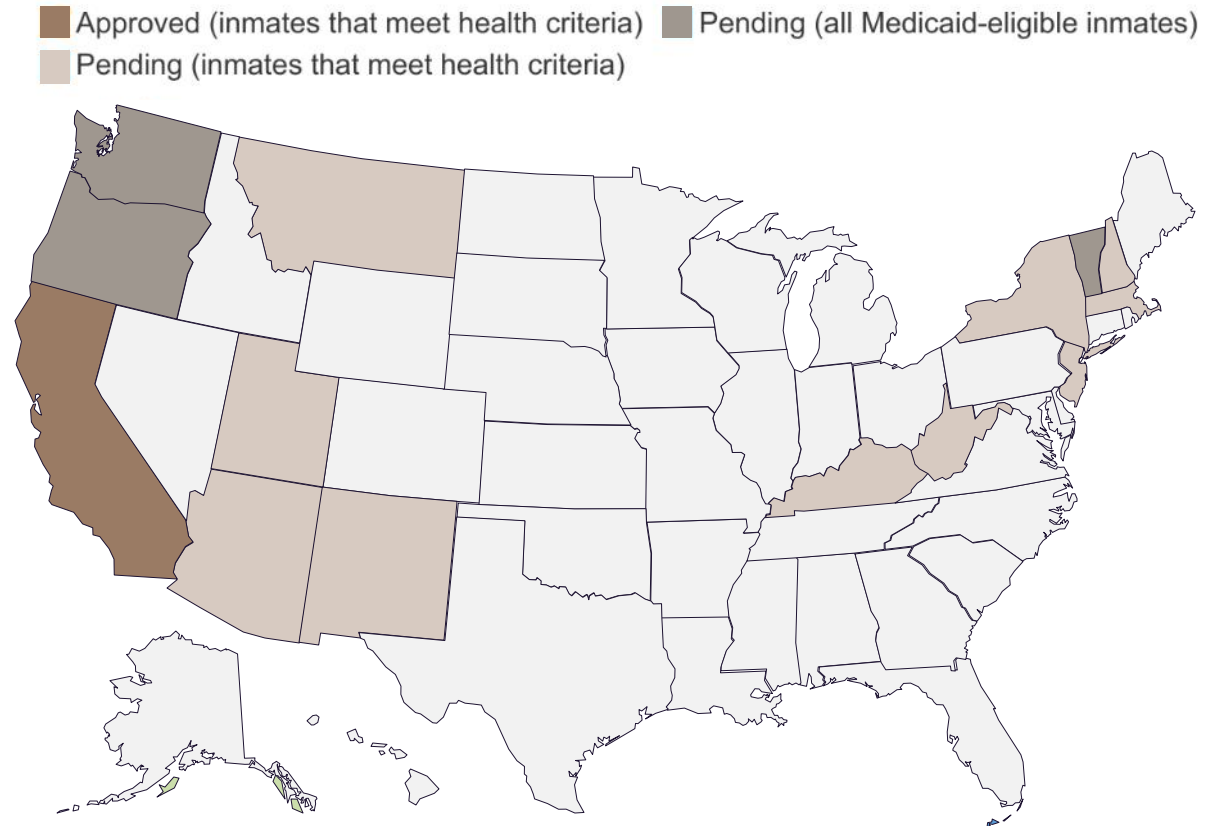 Approved (inmates that meet health criteria) Pending (all Medicaid-eligible inmates)
Pending (inmates that meet health criteria)